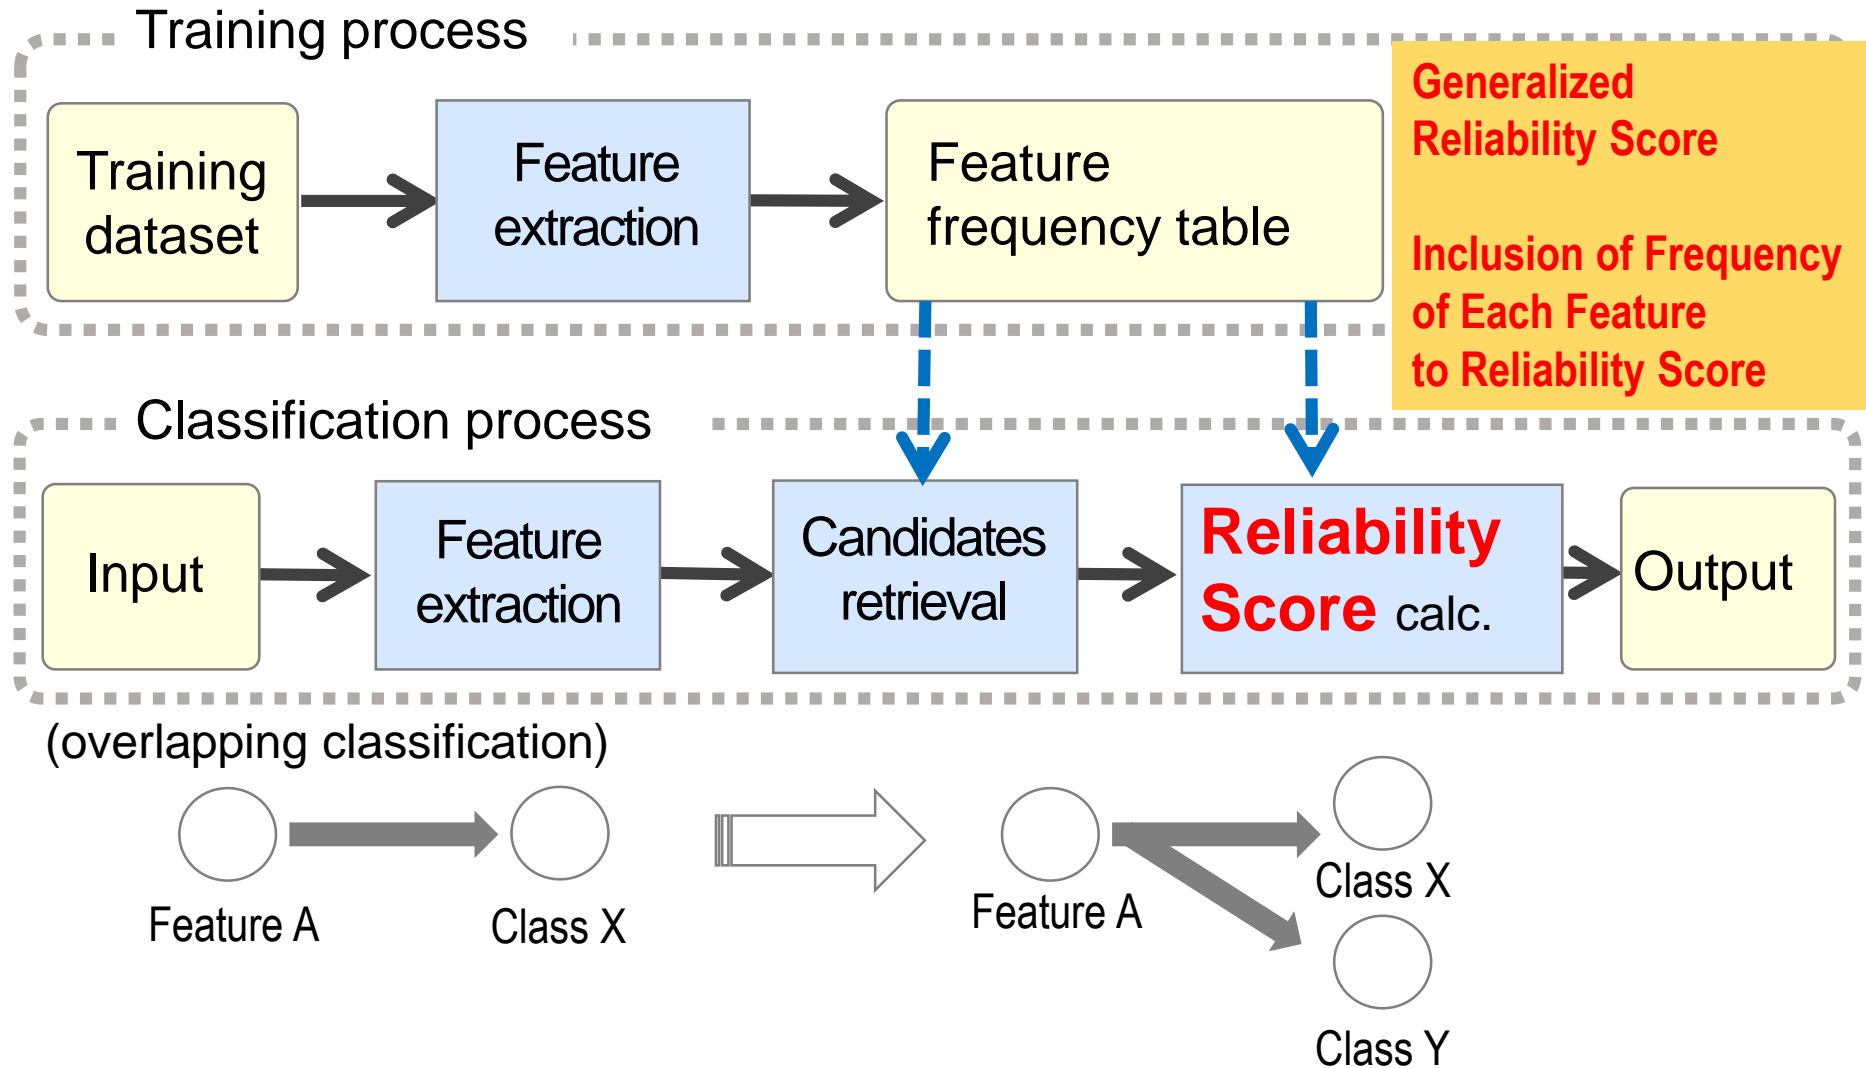 Training process
Training
dataset
Feature
extraction
Feature
frequency table
Generalized
Reliability Score
Inclusion of Frequency
of Each Feature
to Reliability Score
Classification process
Input
Feature
extraction
Candidates
retrieval
Reliability
Score calc.
Output
(overlapping classification)
Feature A
Class X
Feature A
Class X
Class Y